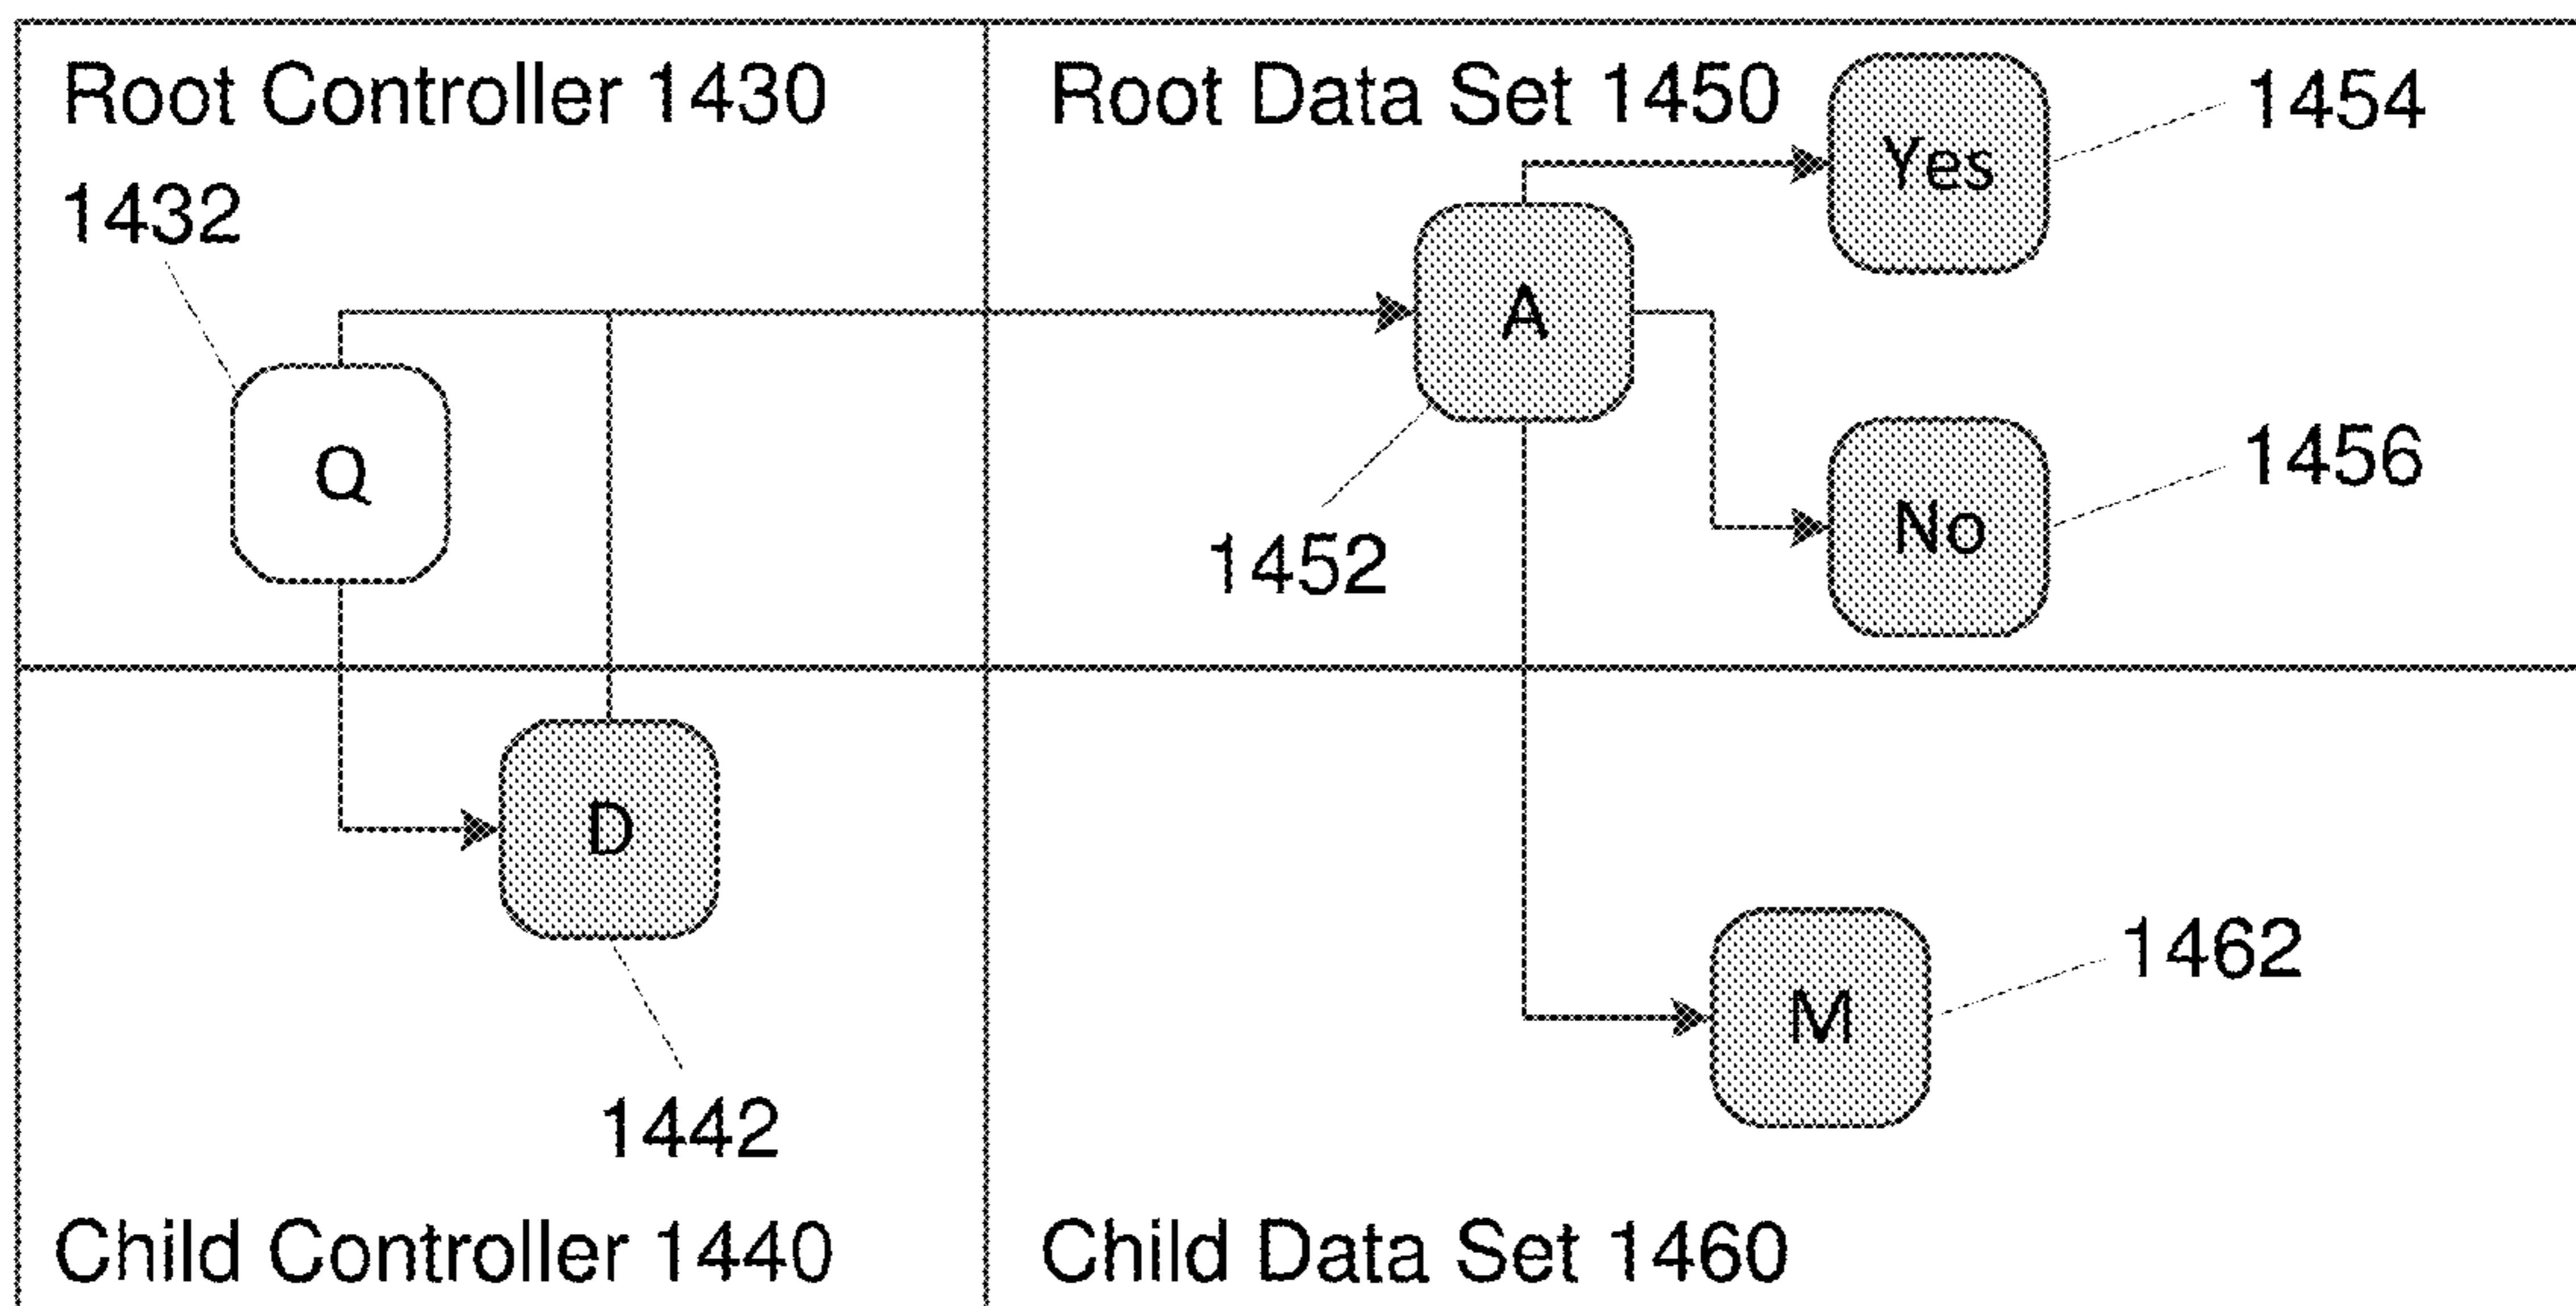 Root Controller 1430
1432
Q
Root Data Set 1450
Yes
1454
A
1452
No
1456
D
1442
Child Controller 1440
M
1462
Child Data Set 1460